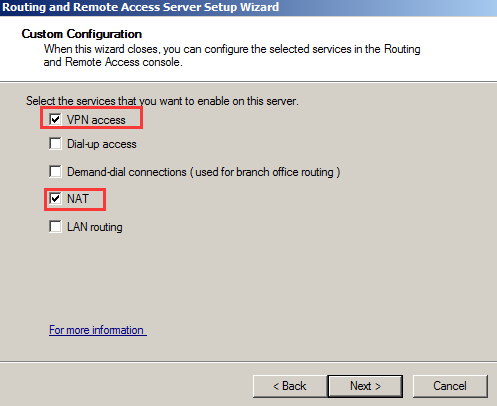 Routing and Remote Access Server Setup Wizard
Custom Configuration
When this wizard closes, you can configure the selected services in the Routing
and Remote Access console.
Select the services that you want to enable on this server.
VPN access
Dial-up access
Demand-dial connections ( used for branch office routing )
NAT
LAN routing
For more information
< Back
Next >
Cancel